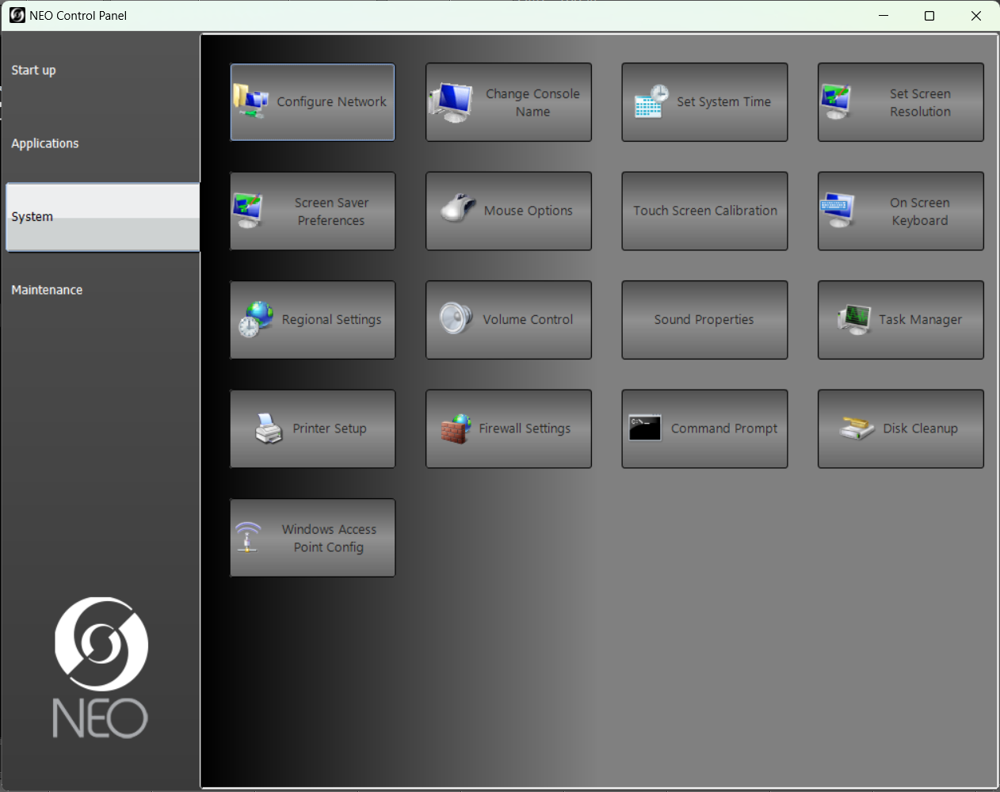 NEO Control Panel
Start up
Applications
System
Maintenance
Configure Network
Change Console
Name
Set System Time
Set Screen
Resolution
Screen Saver
Preferences
Mouse Options
Touch Screen Calibration
On Screen
Keyboard
Regional Settings
Volume Control
Sound Properties
Task Manager
Printer Setup
Firewall Settings
C:\_
Command Prompt
Disk Cleanup
Windows Access
Point Config
NEO